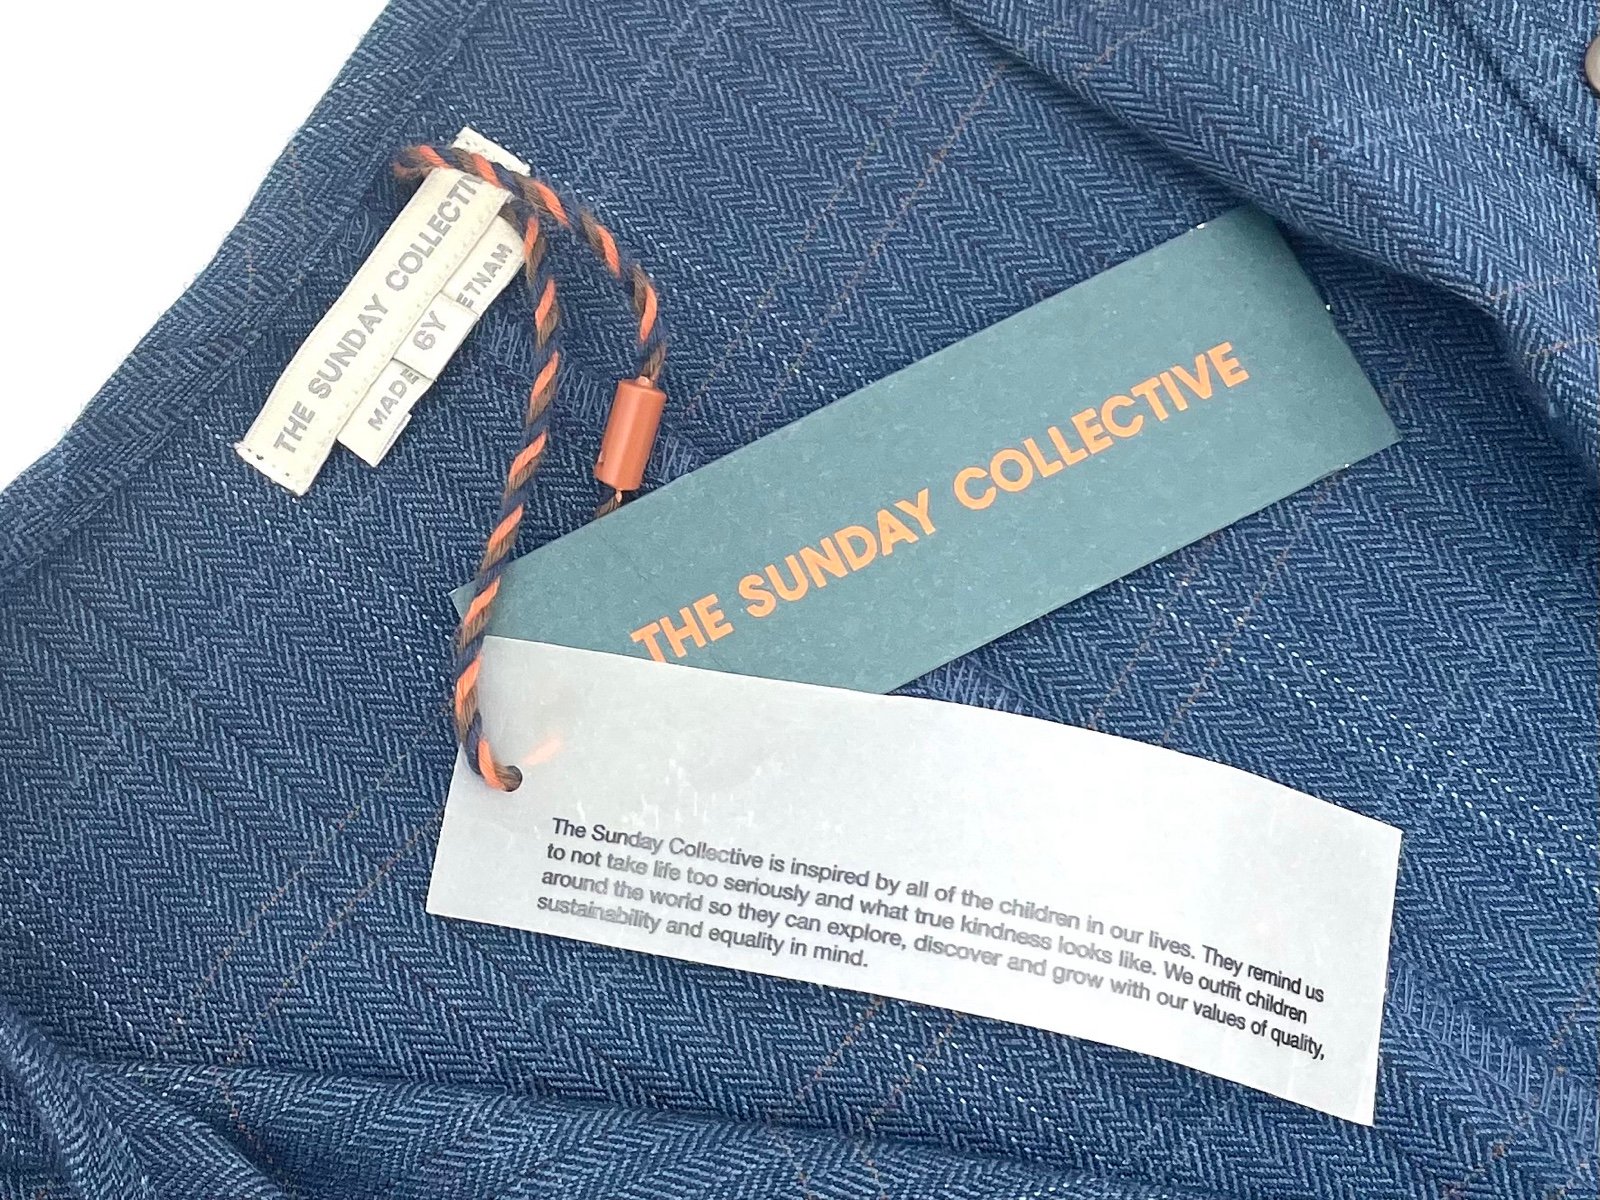 THE SUNDAY COLLECTIV
6Y
MADE ETNAM
THE SUNDAY COLLECTIVE
The Sunday Collective is inspired by all of the children in our lives. They remind us
to not take life too seriously and what true kindness looks like. We outfit children
around the world so they can explore, discover and grow with our values of quality,
sustainability and equality in mind.